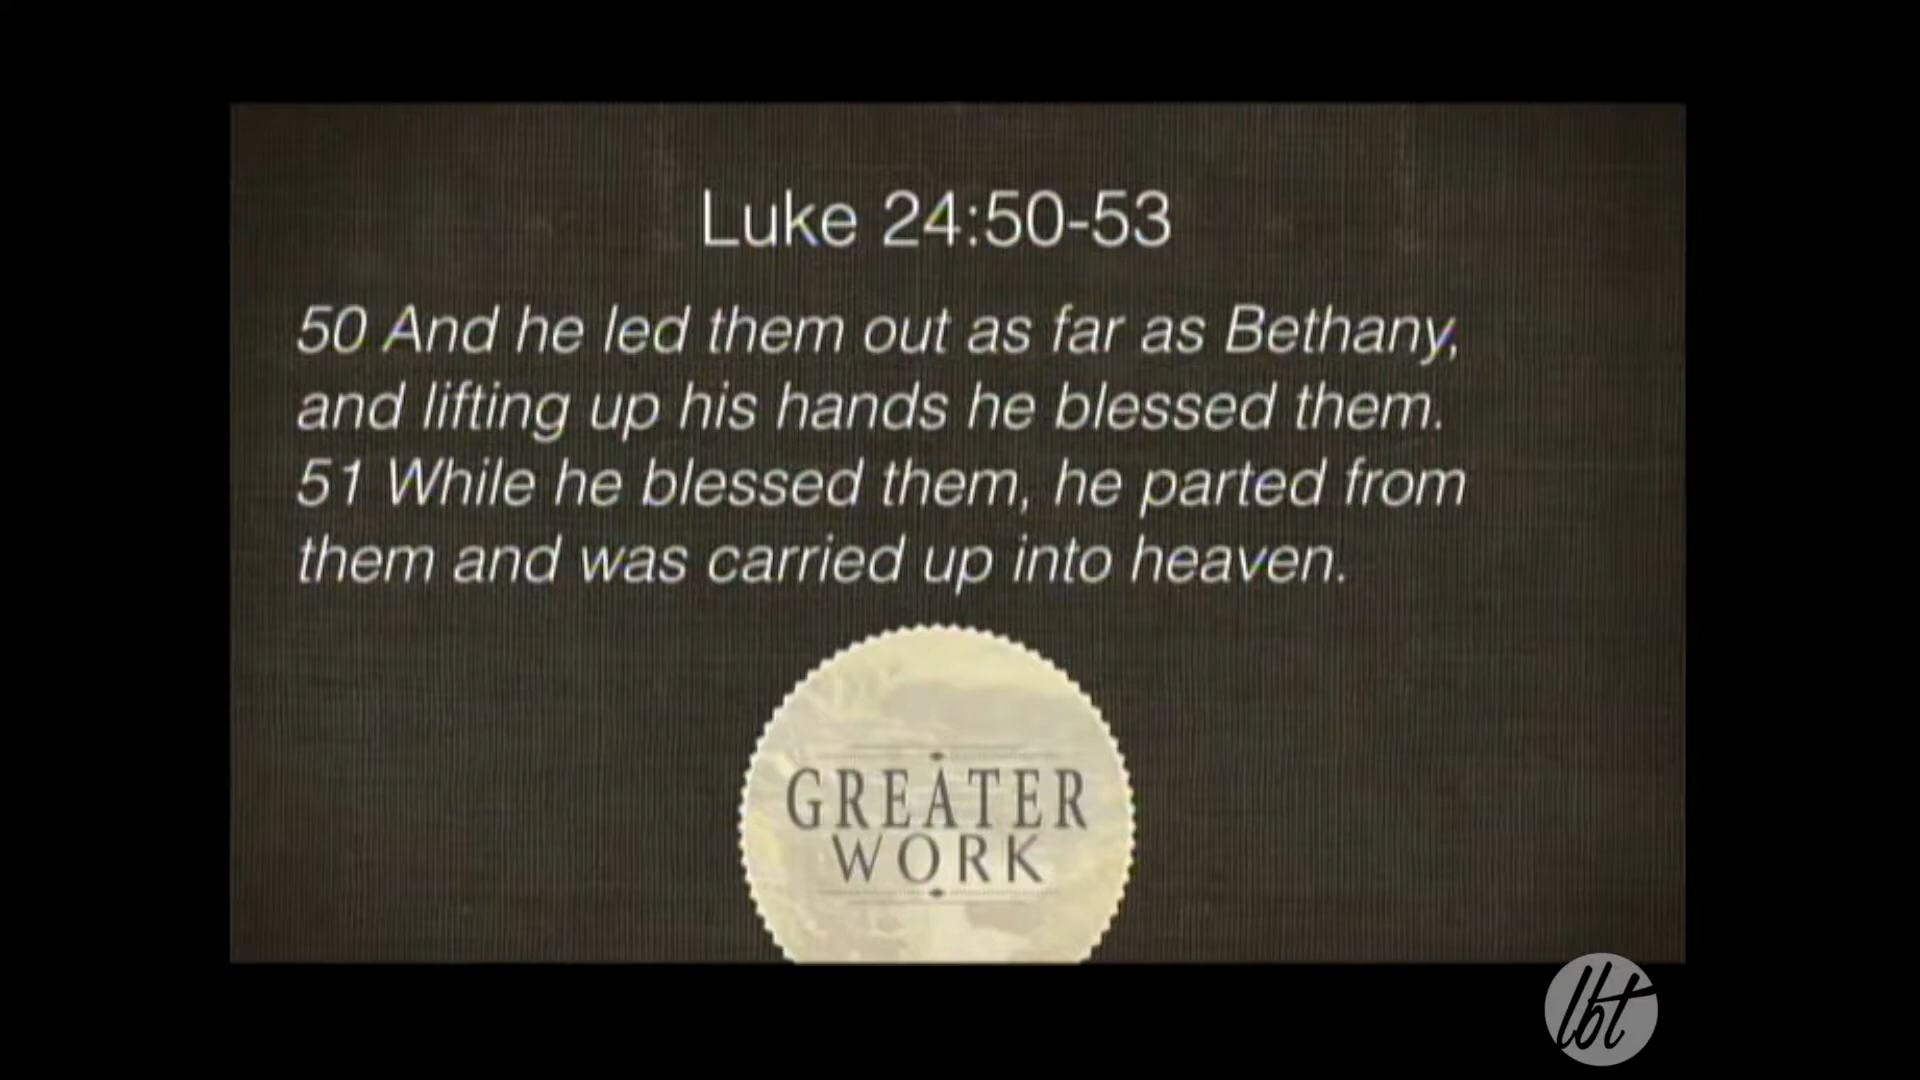 Luke 24:50-53
50 And he led them out as far as Bethany,
and lifting up his hands he blessed them.
51 While he blessed them, he parted from
them and was carried up into heaven.
GREATER
WORK
lbt